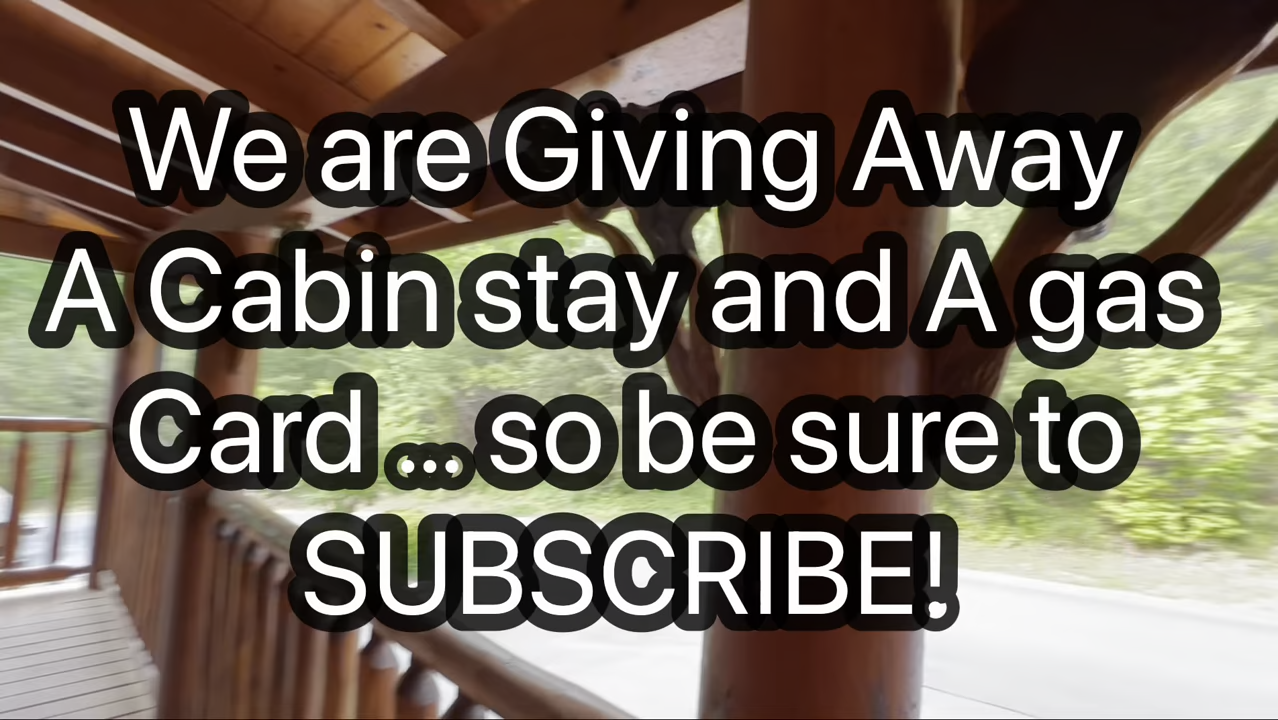 We are Giving Away
A Cabin stay and A gas
Card ... so be sure to
SUBSCRIBE!